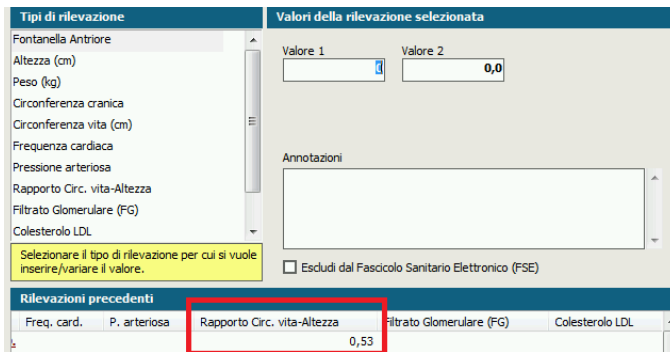 Tipi di rilevazione
Fontanella Antriore
Altezza (cm)
Peso (kg)
Circonferenza cranica
Circonferenza vita (cm)
Frequenza cardiaca
Pressione arteriosa
Rapporto Circ. vita-Altezza
Filtrato Glomerulare (FG)
Colesterolo LDL
Selezionare il tipo di rilevazione per cui si vuole
inserire/variare il valore.
Valori della rilevazione selezionata
Valore 1 Valore 2
0,0
Annotazioni
Escludi dal Fascicolo Sanitario Elettronico (FSE)
Rilevazioni precedenti
Freq. card. P. arteriosa Rapporto Circ. vita-Altezza Filtrato Glomerulare (FG) Colesterolo LDL
0,53